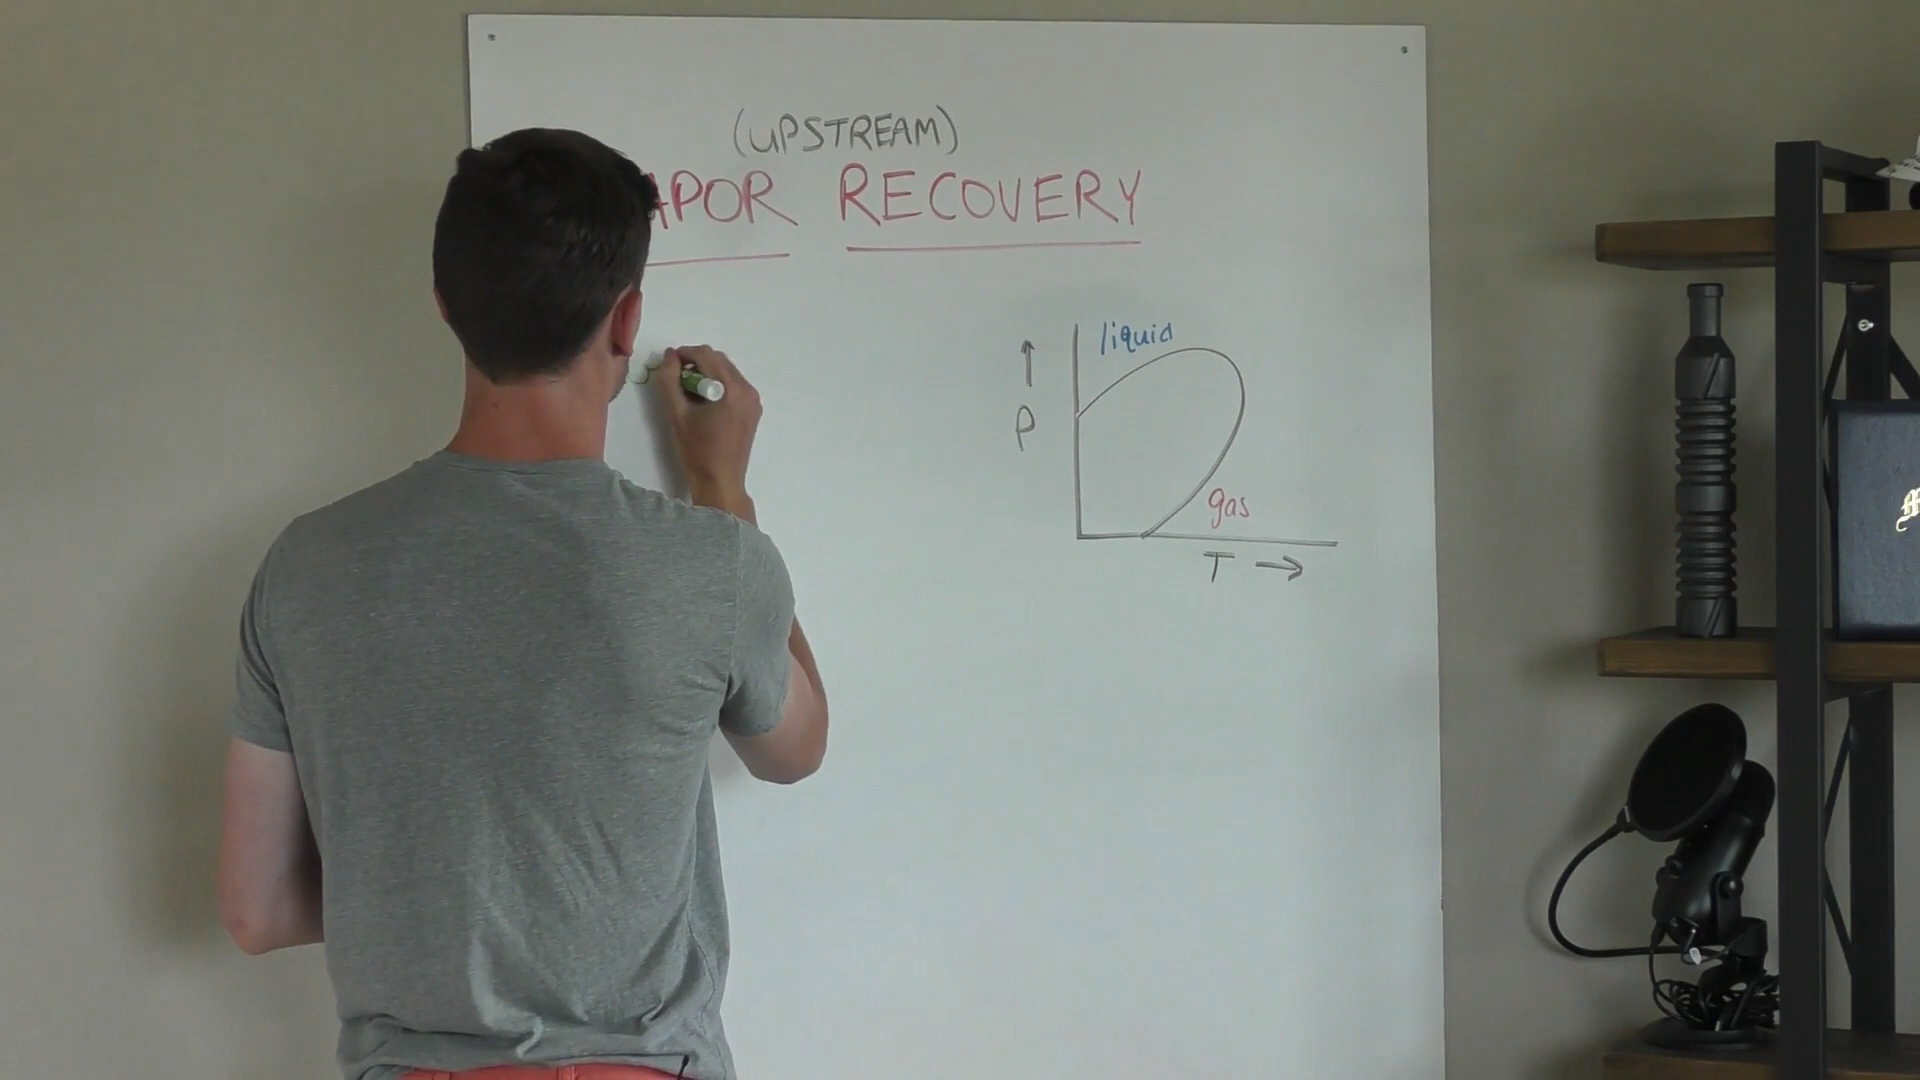 (UPSTREAM)
APOR RECOVERY
liquid
↑
P
gas
T →